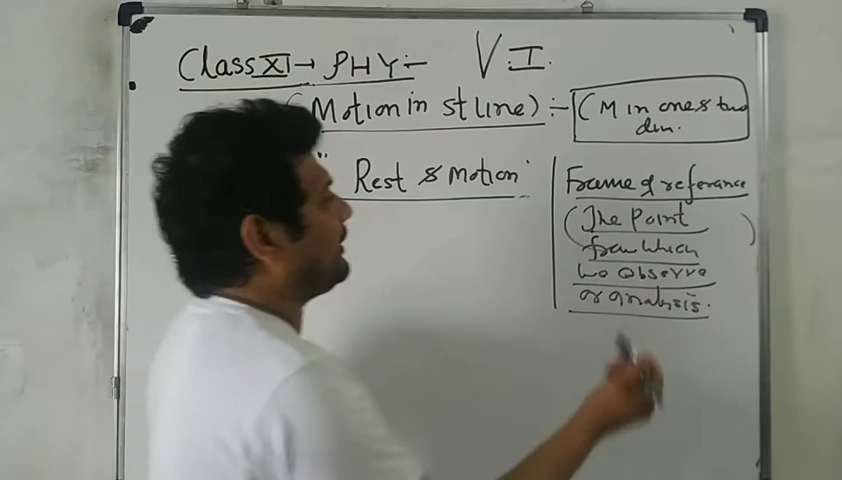 Class XI → PHY:- V.I.
(Motion in st line) :- (M in one & two
dim.
Rest & Motion
Frame of referance
(The Point )
from which
we observe
or analysis.